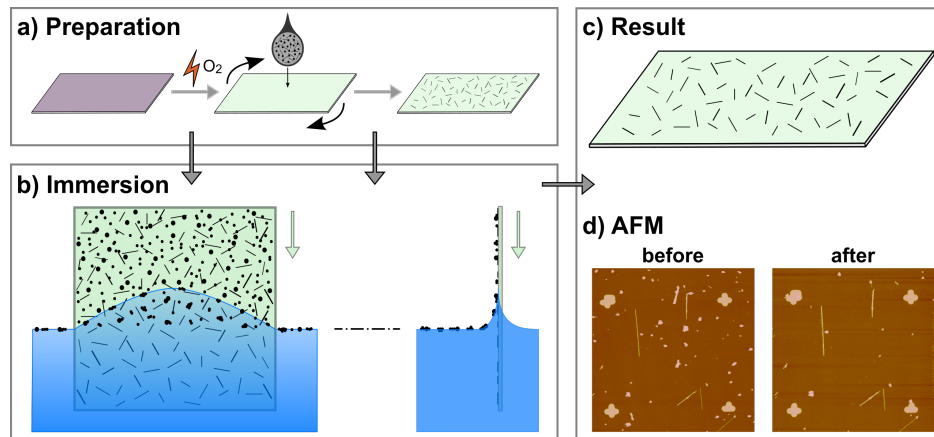 a) Preparation
O2
b) Immersion
c) Result
d) AFM
before
after